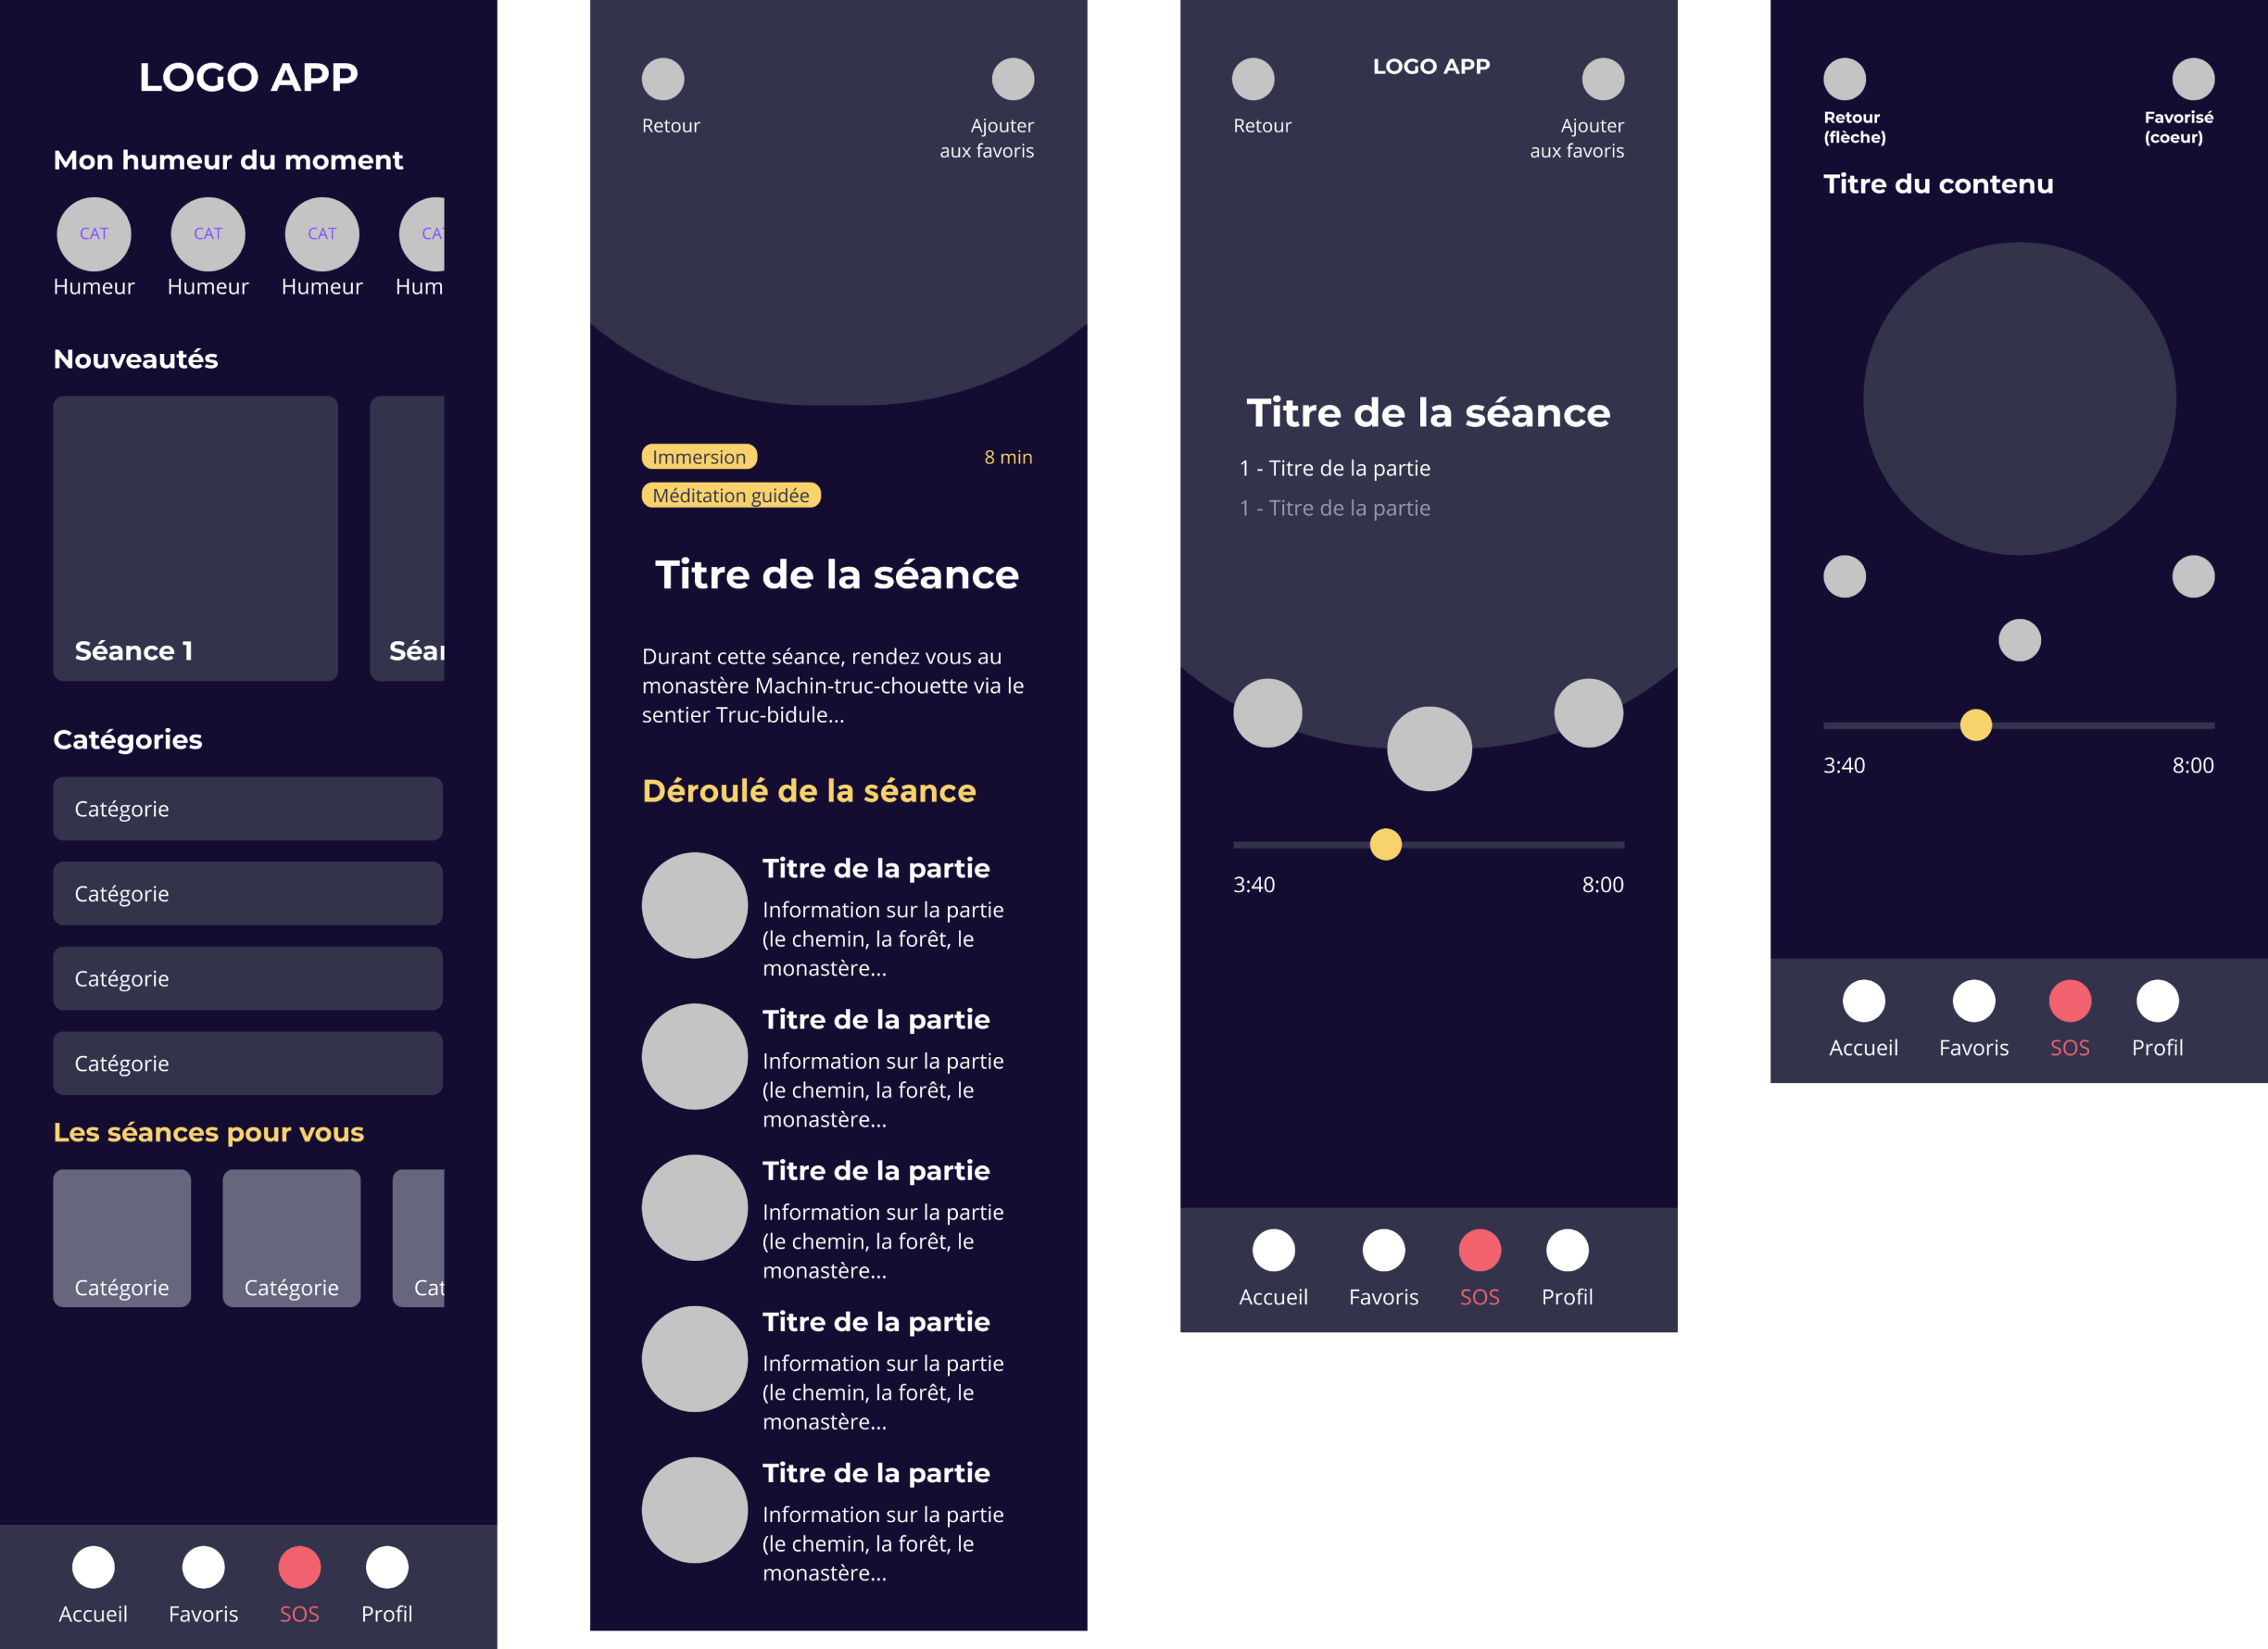 LOGO APP
Mon humeur du moment
CAT CAT CAT CAT
Humeur Humeur Humeur Hum
Nouveautés
Séance 1 Séan
Catégories
Catégorie
Catégorie
Catégorie
Catégorie
Les séances pour vous
Catégorie Catégorie Cat
Accueil Favoris SOS Profil
Retour
Ajouter
aux favoris
Immersion
8 min
Méditation guidée
Titre de la séance
Durant cette séance, rendez vous au
monastère Machin-truc-chouette via le
sentier Truc-bidule...
Déroulé de la séance
Titre de la partie
Information sur la partie
(le chemin, la forêt, le
monastère...
Titre de la partie
Information sur la partie
(le chemin, la forêt, le
monastère...
Titre de la partie
Information sur la partie
(le chemin, la forêt, le
monastère...
Titre de la partie
Information sur la partie
(le chemin, la forêt, le
monastère...
Titre de la partie
Information sur la partie
(le chemin, la forêt, le
monastère...
LOGO APP
Retour
Ajouter
aux favoris
Titre de la séance
1 - Titre de la partie
1 - Titre de la partie
3:40 8:00
Accueil Favoris SOS Profil
Retour
(flèche)
Favorisé
(coeur)
Titre du contenu
3:40 8:00
Accueil Favoris SOS Profil